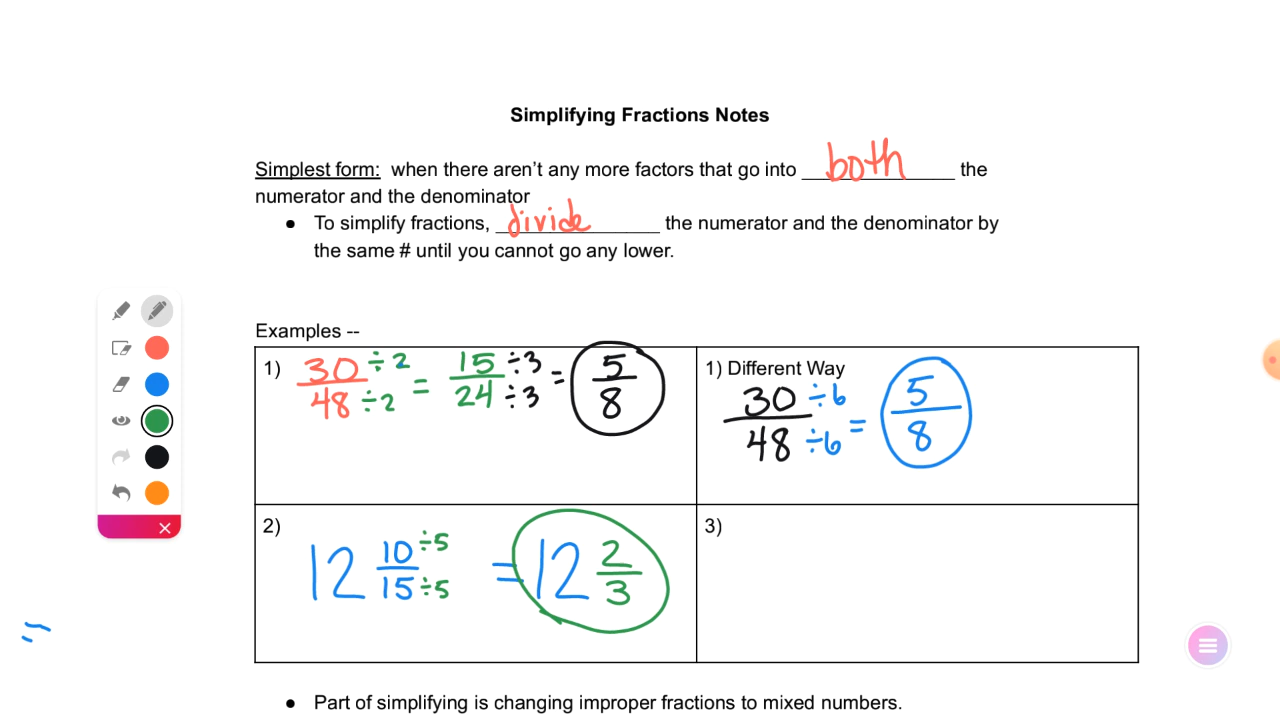 Simplifying Fractions Notes
Simplest form: when there aren't any more factors that go into both the
numerator and the denominator
● To simplify fractions, divide the numerator and the denominator by
the same # until you cannot go any lower.
Examples --
1) 30/48 ÷2/÷2 = 15/24 ÷3/÷3 = 5/8
1) Different Way
30/48 ÷6/÷6 = 5/8
2) 12 10/15 ÷5/÷5 = 12 2/3
3)
=
● Part of simplifying is changing improper fractions to mixed numbers.